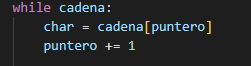 while cadena:
    char = cadena[puntero]
    puntero += 1